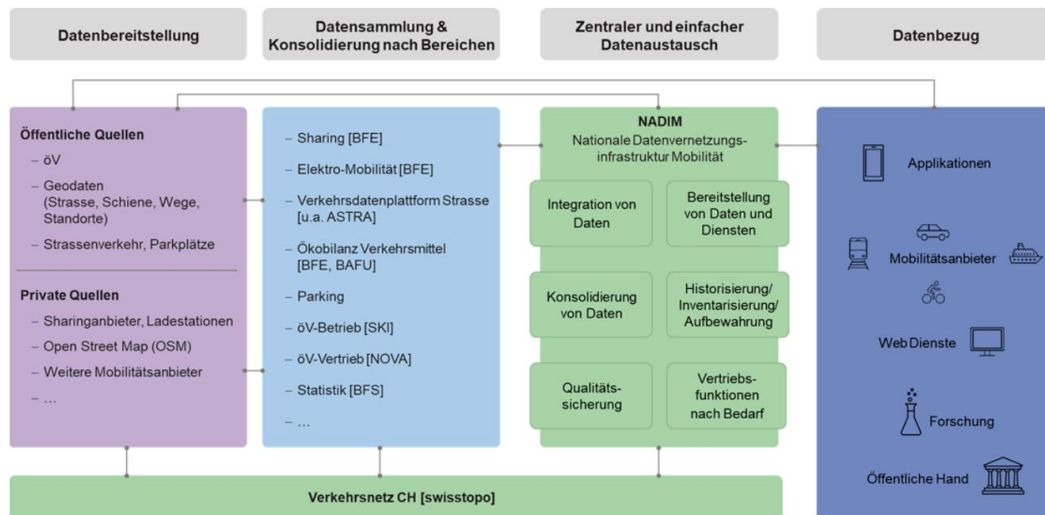 Datenbereitstellung
Datensammlung &
Konsolidierung nach Bereichen
Zentraler und einfacher
Datenaustausch
Datenbezug
Öffentliche Quellen
– öV
– Geodaten
(Strasse, Schiene, Wege,
Standorte)
– Strassenverkehr, Parkplätze
Private Quellen
– Sharinganbieter, Ladestationen
– Open Street Map (OSM)
– Weitere Mobilitätsanbieter
– ...
– Sharing [BFE]
– Elektro-Mobilität [BFE]
– Verkehrsdatenplattform Strasse
[u.a. ASTRA]
– Ökobilanz Verkehrsmittel
[BFE, BAFU]
– Parking
– öV-Betrieb [SKI]
– öV-Vertrieb [NOVA]
– Statistik [BFS]
– ...
NADIM
Nationale Datenvernetzungs-
infrastruktur Mobilität
Integration von
Daten
Bereitstellung
von Daten und
Diensten
Konsolidierung
von Daten
Historisierung/
Inventarisierung/
Aufbewahrung
Qualitäts-
sicherung
Vertriebs-
funktionen
nach Bedarf
Applikationen
Mobilitätsanbieter
Web Dienste
Forschung
Öffentliche Hand
Verkehrsnetz CH [swisstopo]